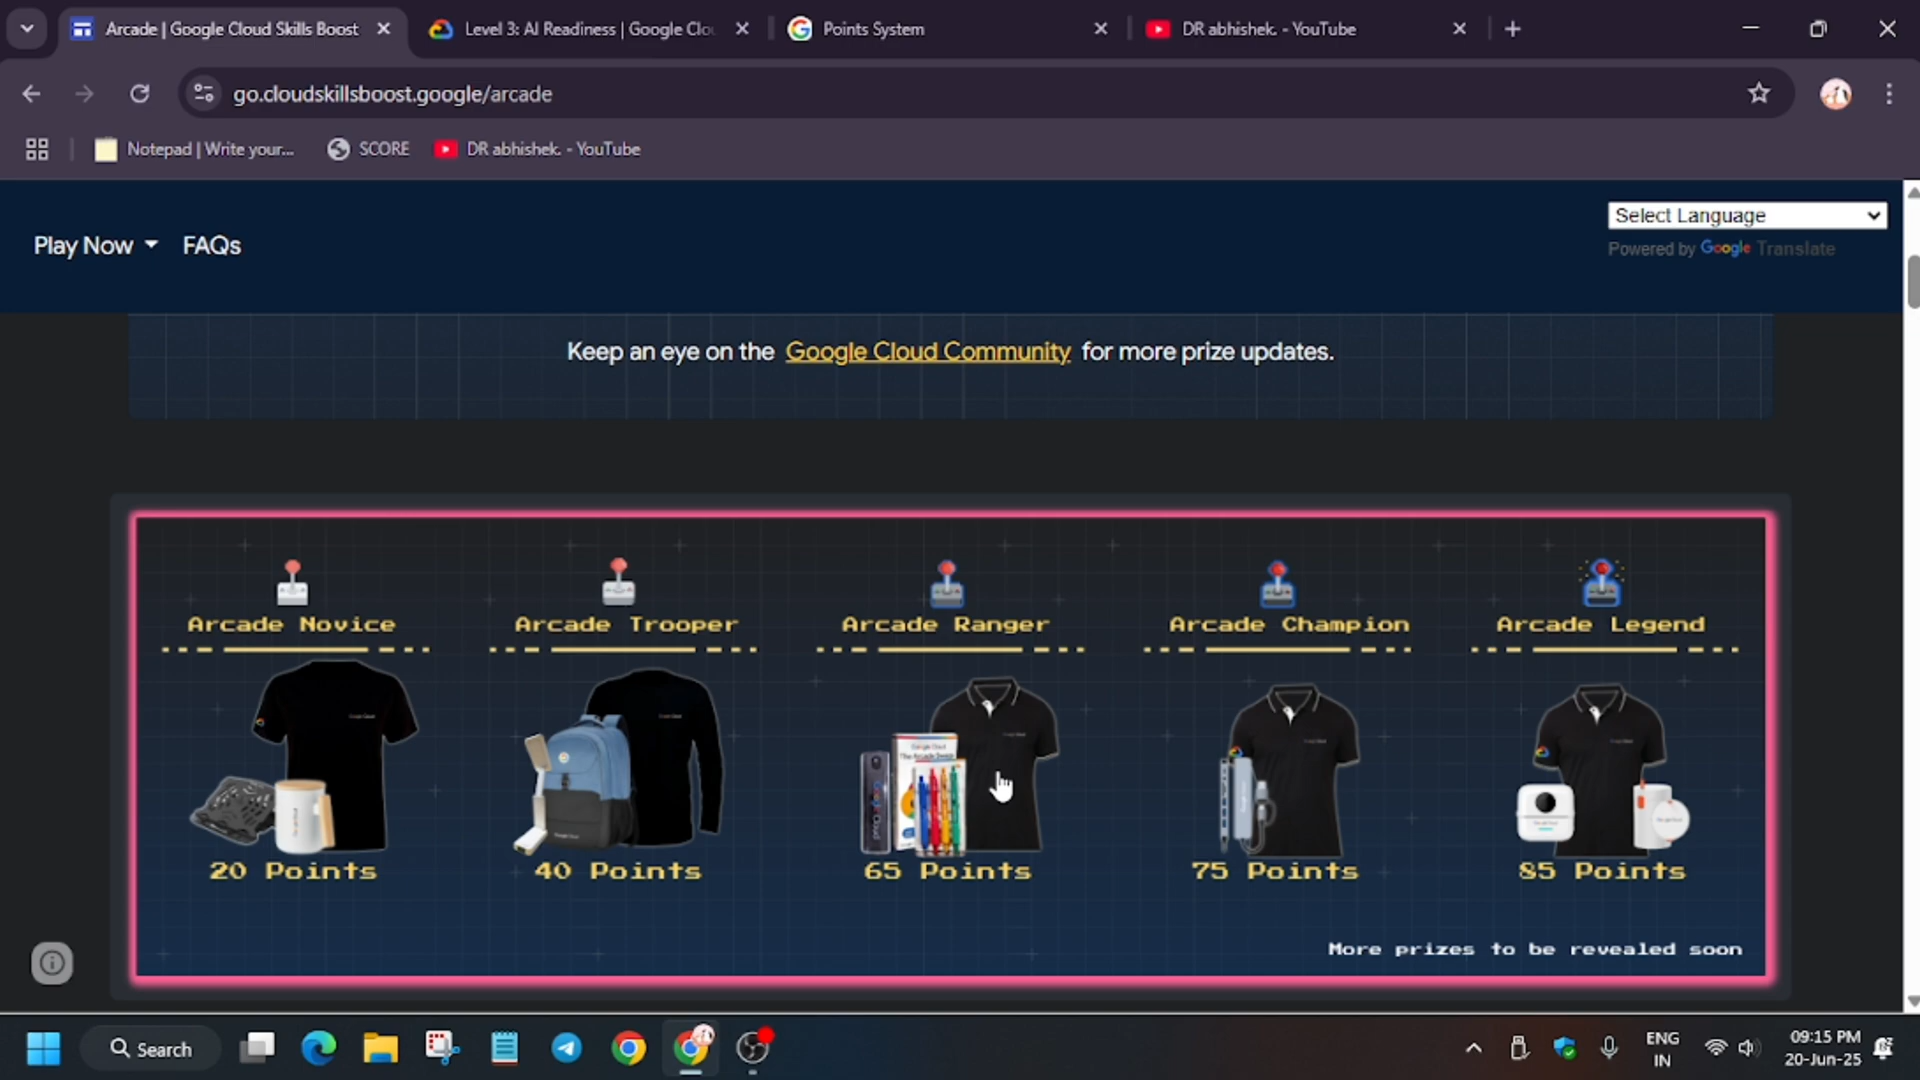 Arcade | Google Cloud Skills Boost
Level 3: AI Readiness | Google Clo
Points System
DR abhishek. - YouTube
go.cloudskillsboost.google/arcade
Notepad | Write your...
SCORE
DR abhishek. - YouTube
Play Now
FAQs
Select Language
Powered by Google Translate
Keep an eye on the Google Cloud Community for more prize updates.
Arcade Novice
Arcade Trooper
Arcade Ranger
Arcade Champion
Arcade Legend
20 Points
40 Points
65 Points
75 Points
85 Points
More prizes to be revealed soon
Search
ENG
IN
09:15 PM
20-Jun-25